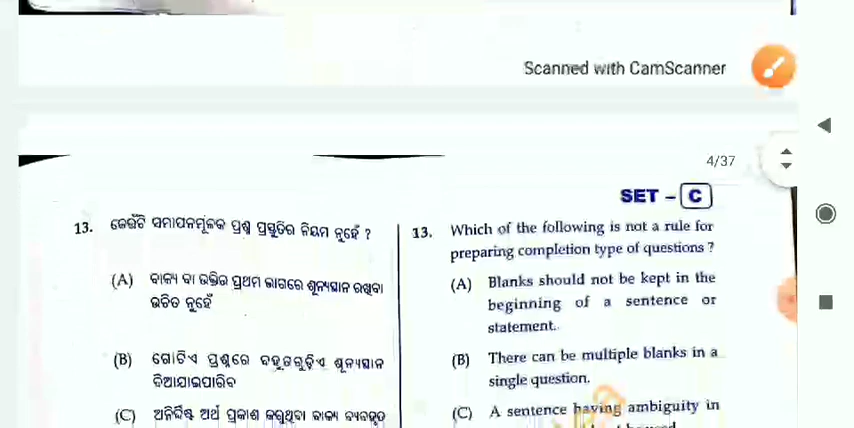 Scanned with CamScanner
4/37
SET – C
13. କେଉଁଟି ସମାପନମୂଳକ ପ୍ରଶ୍ନ ପ୍ରସ୍ତୁତିର ନିୟମ ନୁହେଁ ?
(A) ବାକ୍ୟ ବା ଉକ୍ତିର ପ୍ରଥମ ଭାଗରେ ଶୂନ୍ୟସ୍ଥାନ ରଖିବା
ଉଚିତ ନୁହେଁ
(B) ଗୋଟିଏ ପ୍ରଶ୍ନରେ ବହୁତଗୁଡ଼ିଏ ଶୂନ୍ୟସ୍ଥାନ
ଦିଆଯାଇପାରିବ
(C) ଅନିର୍ଦ୍ଦିଷ୍ଟ ଅର୍ଥ ପ୍ରକାଶ କରୁଥିବା ବାକ୍ୟ ବ୍ୟବହୃତ
13. Which of the following is not a rule for
preparing completion type of questions ?
(A) Blanks should not be kept in the
beginning of a sentence or
statement.
(B) There can be multiple blanks in a
single question.
(C) A sentence having ambiguity in